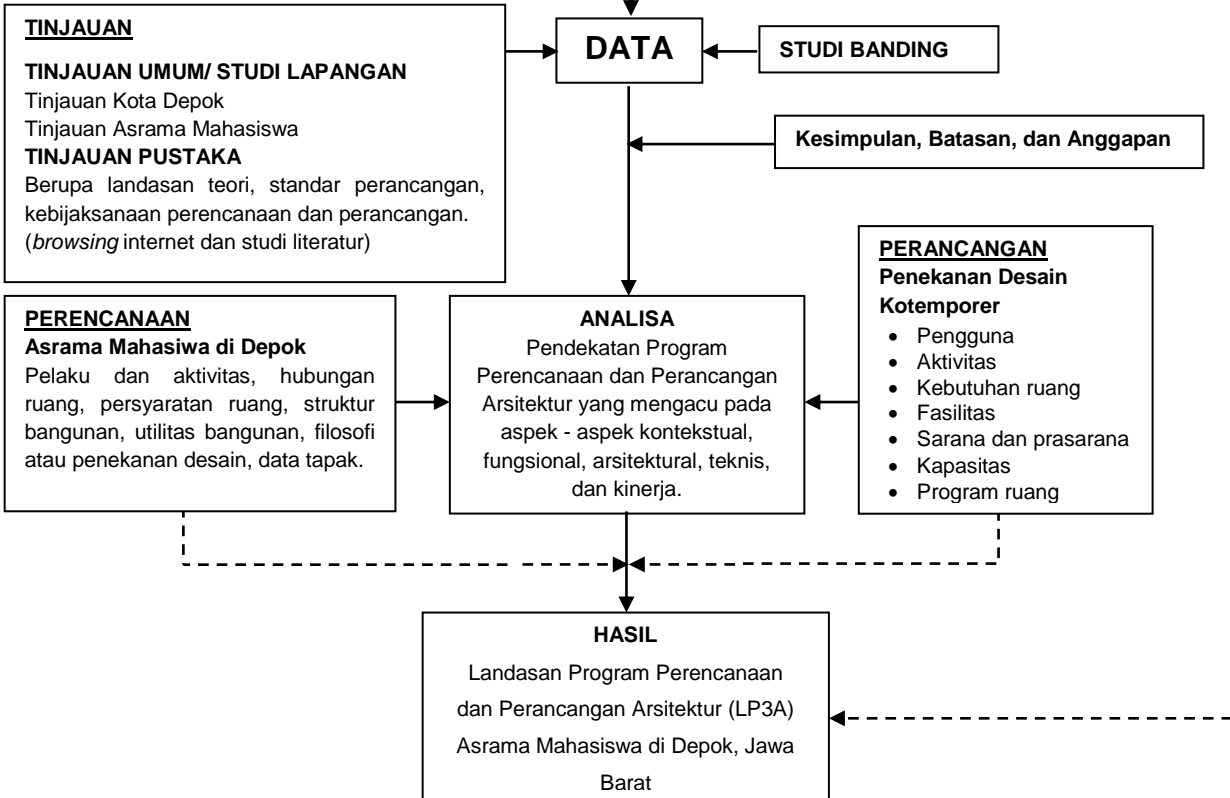 TINJAUAN
TINJAUAN UMUM/ STUDI LAPANGAN
Tinjauan Kota Depok
Tinjauan Asrama Mahasiswa
TINJAUAN PUSTAKA
Berupa landasan teori, standar perancangan,
kebijaksanaan perencanaan dan perancangan.
(browsing internet dan studi literatur)
DATA
STUDI BANDING
Kesimpulan, Batasan, dan Anggapan
PERENCANAAN
Asrama Mahasiwa di Depok
Pelaku dan aktivitas, hubungan
ruang, persyaratan ruang, struktur
bangunan, utilitas bangunan, filosofi
atau penekanan desain, data tapak.
ANALISA
Pendekatan Program
Perencanaan dan Perancangan
Arsitektur yang mengacu pada
aspek - aspek kontekstual,
fungsional, arsitektural, teknis,
dan kinerja.
PERANCANGAN
Penekanan Desain
Kotemporer
• Pengguna
• Aktivitas
• Kebutuhan ruang
• Fasilitas
• Sarana dan prasarana
• Kapasitas
• Program ruang
HASIL
Landasan Program Perencanaan
dan Perancangan Arsitektur (LP3A)
Asrama Mahasiswa di Depok, Jawa
Barat